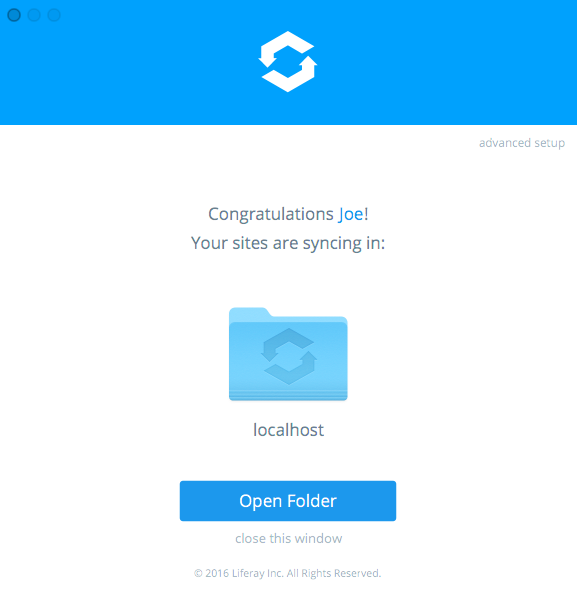 advanced setup
Congratulations Joe!
Your sites are syncing in:
localhost
Open Folder
close this window
© 2016 Liferay Inc. All Rights Reserved.